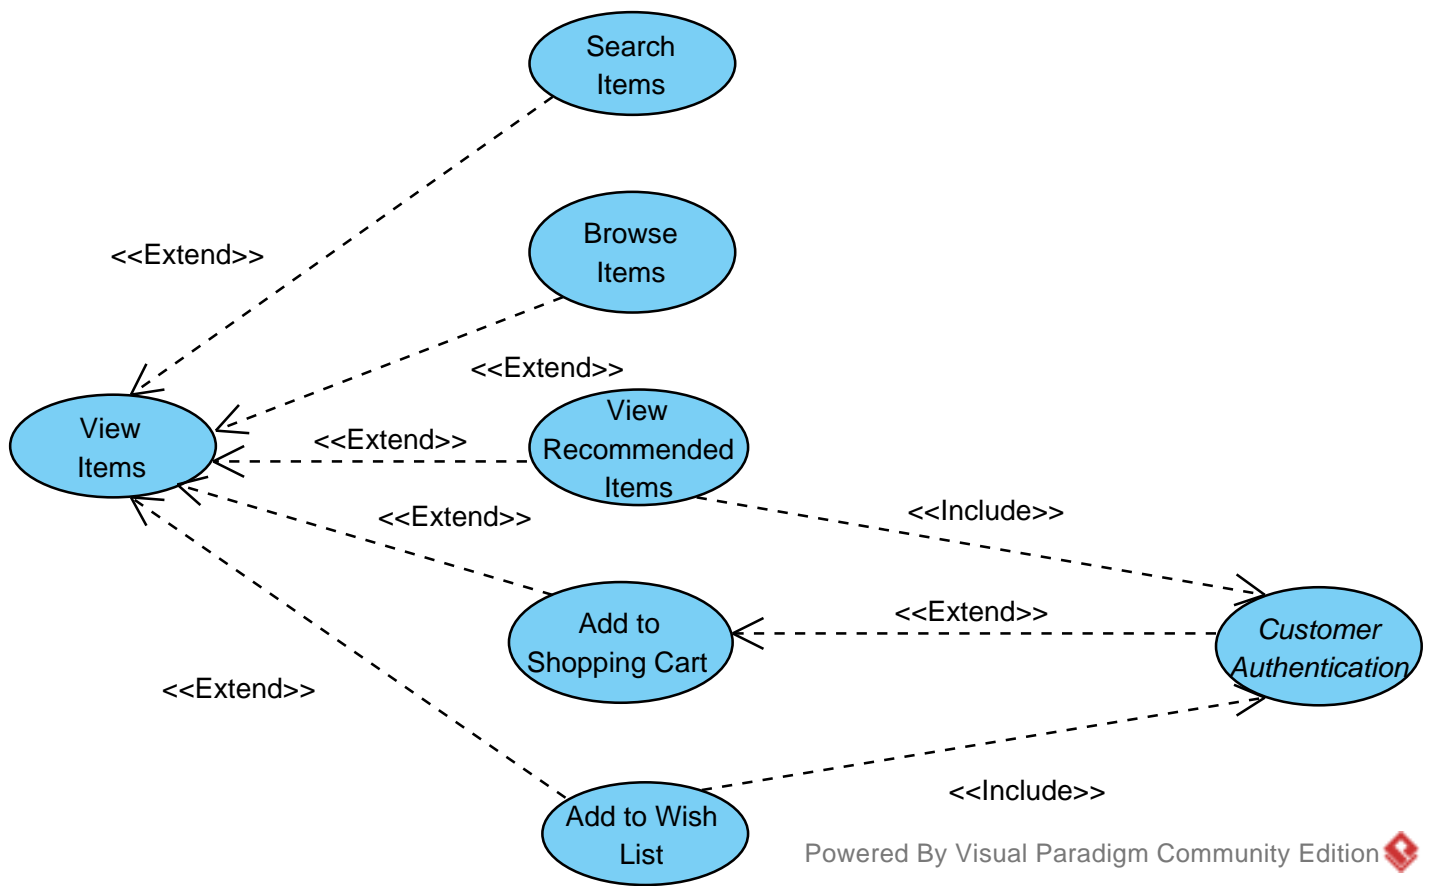 Search
Items
<<Extend>>
Browse
Items
<<Extend>>
View
Items
<<Extend>>
View
Recommended
Items
<<Extend>>
<<Include>>
Add to
Shopping Cart
<<Extend>>
Customer
Authentication
<<Extend>>
Add to Wish
List
<<Include>>
Powered By Visual Paradigm Community Edition